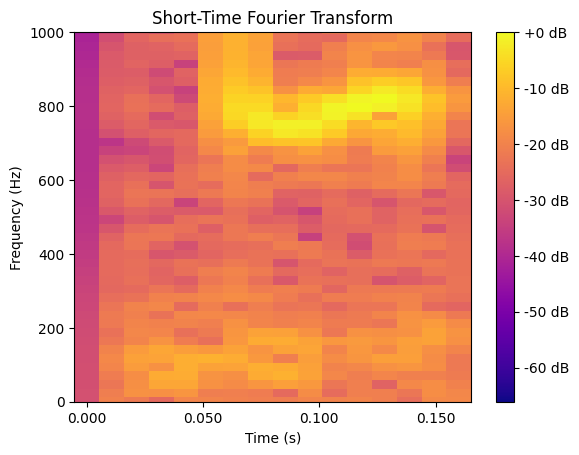 Short-Time Fourier Transform
1000
800
600
400
200
0
Frequency (Hz)
0.000
0.050
0.100
0.150
Time (s)
+0 dB
-10 dB
-20 dB
-30 dB
-40 dB
-50 dB
-60 dB